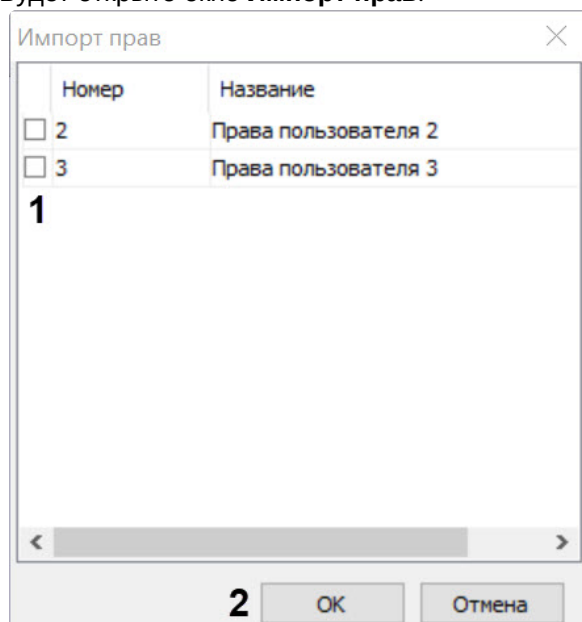 будет открыто окно Импорт прав.
Импорт прав
Номер Название
2 Права пользователя 2
3 Права пользователя 3
1
2 ОК Отмена